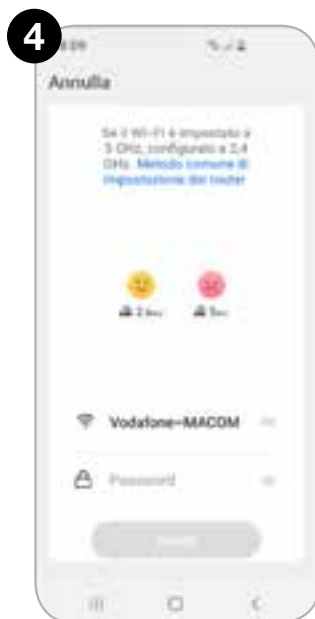 4
Annulla
Se il Wi-Fi è impostato a
5 GHz, configuralo a 2,4
GHz. Metodo comune di
impostazione del router
Vodafone-MACOM
Password